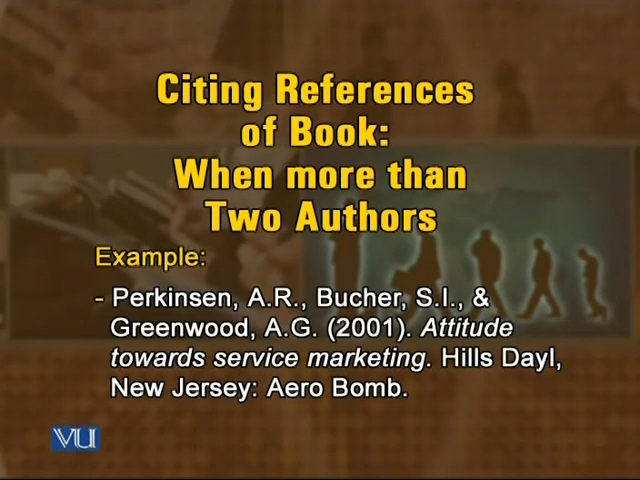 Citing References
of Book:
When more than
Two Authors
Example:
- Perkinsen, A.R., Bucher, S.I., &
Greenwood, A.G. (2001). Attitude
towards service marketing. Hills Dayl,
New Jersey: Aero Bomb.
VU